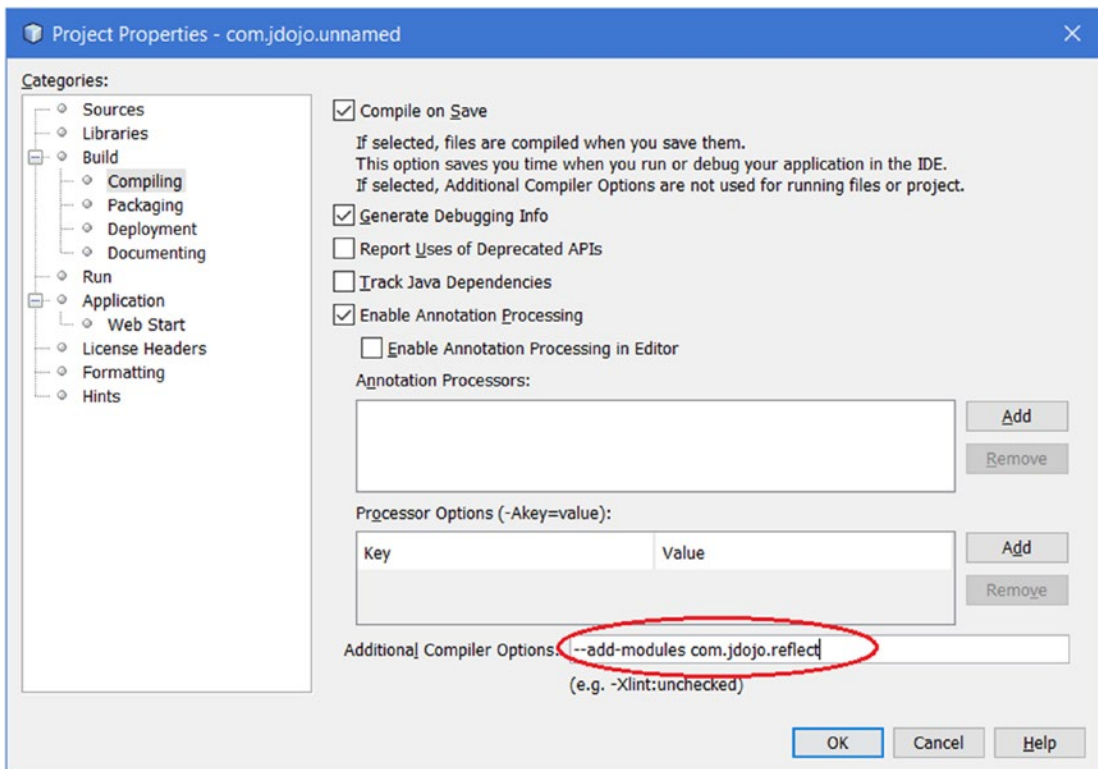 Project Properties - com.jdojo.unnamed
Categories:
Sources
Libraries
Build
Compiling
Packaging
Deployment
Documenting
Run
Application
Web Start
License Headers
Formatting
Hints
Compile on Save
If selected, files are compiled when you save them.
This option saves you time when you run or debug your application in the IDE.
If selected, Additional Compiler Options are not used for running files or project.
Generate Debugging Info
Report Uses of Deprecated APIs
Track Java Dependencies
Enable Annotation Processing
Enable Annotation Processing in Editor
Annotation Processors:
Add
Remove
Processor Options (-Akey=value):
Key Value
Add
Remove
Additional Compiler Options: --add-modules com.jdojo.reflect
(e.g. -Xlint:unchecked)
OK Cancel Help